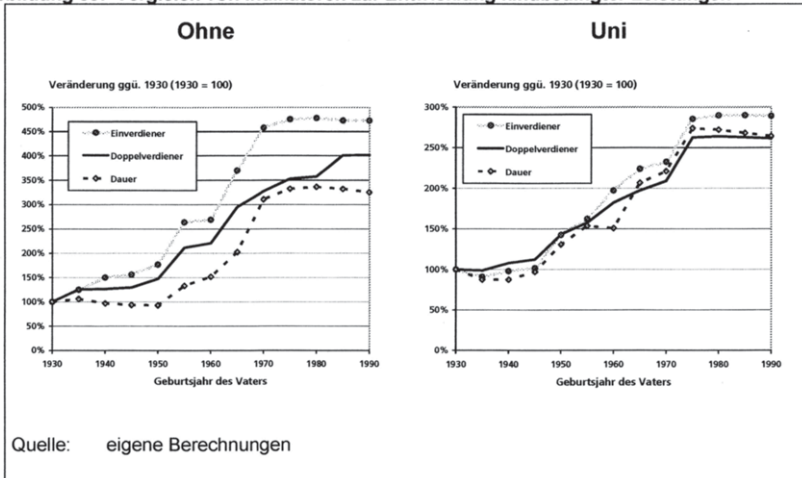 Ohne
Uni
Veränderung ggü. 1930 (1930 = 100)
500%
450%
400%
350%
300%
250%
200%
150%
100%
50%
0%
Einverdiener
Doppelverdiener
Dauer
1930 1940 1950 1960 1970 1980 1990
Geburtsjahr des Vaters
Veränderung ggü. 1930 (1930 = 100)
300%
250%
200%
150%
100%
50%
0%
Einverdiener
Doppelverdiener
Dauer
1930 1940 1950 1960 1970 1980 1990
Geburtsjahr des Vaters
Quelle: eigene Berechnungen